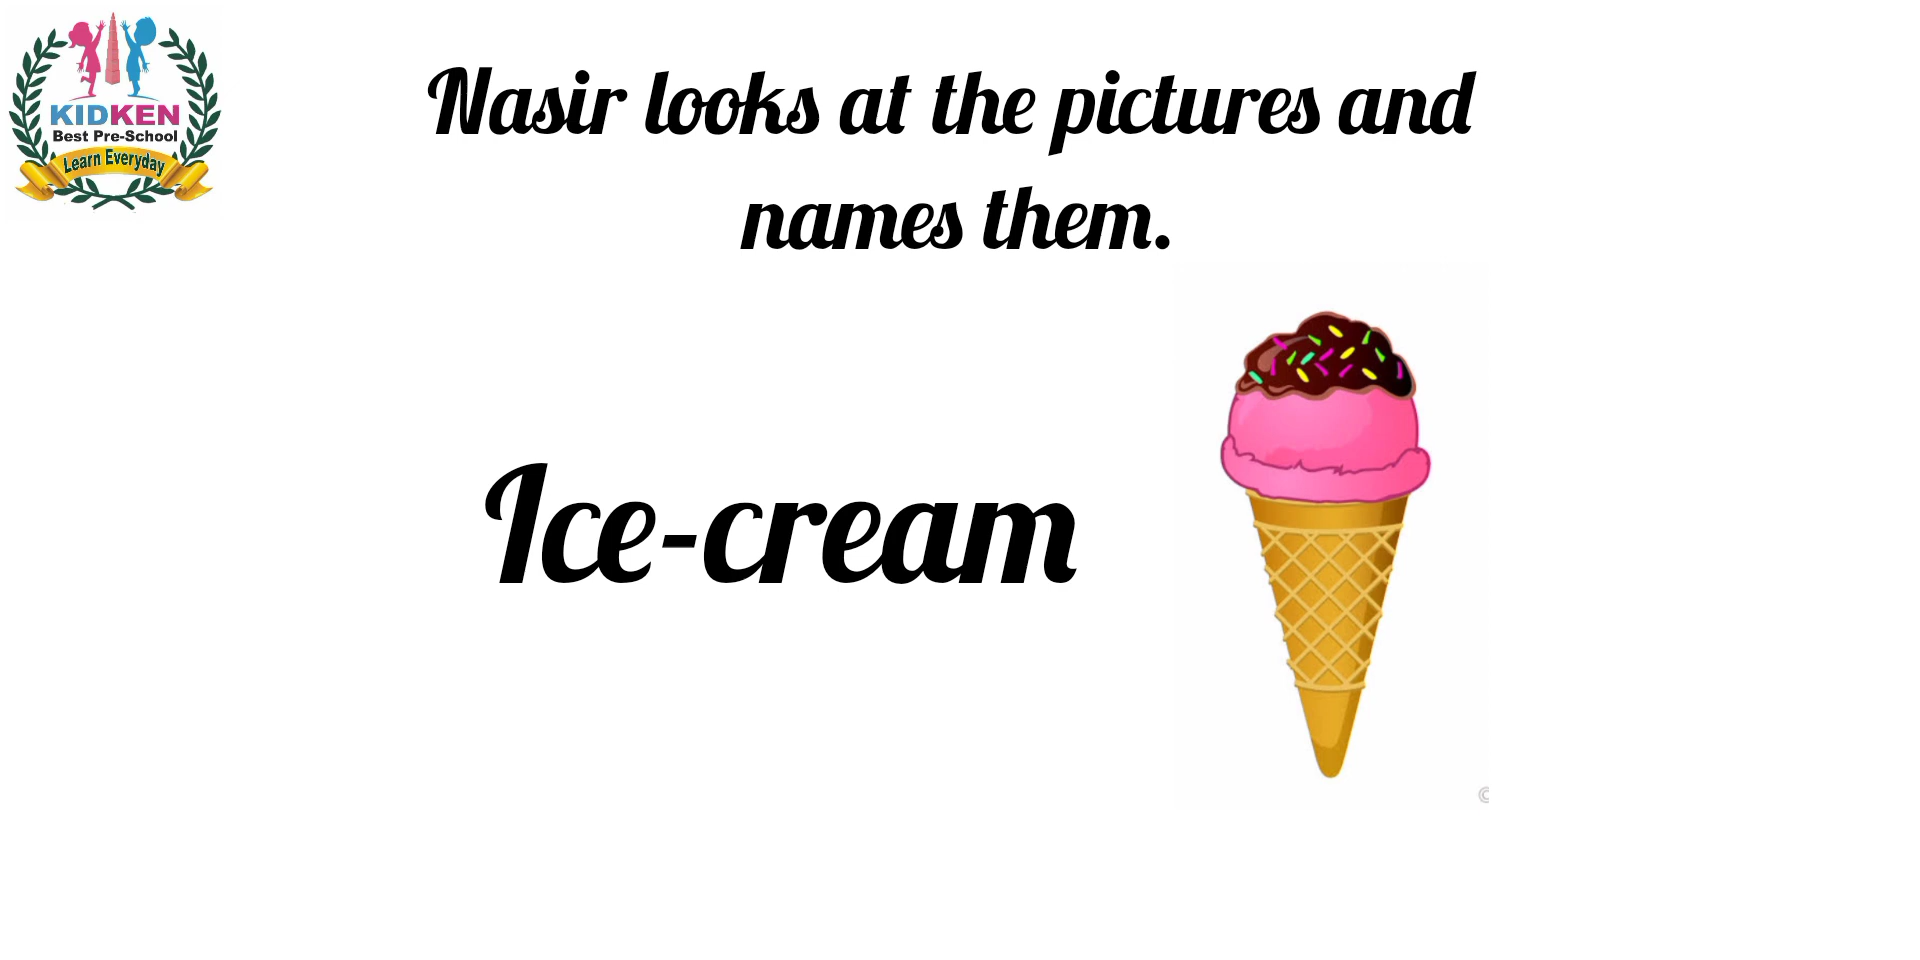 KIDKEN
Best Pre-School
Learn Everyday
Nasir looks at the pictures and
names them.
Ice-cream
©